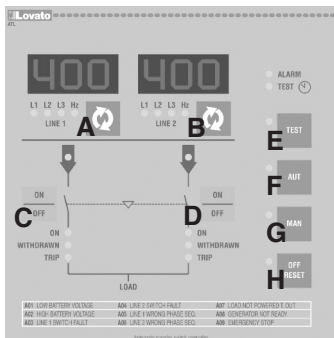 Lovato
ATL
400 400
ALARM
TEST
L1 L2 L3 Hz A L1 L2 L3 Hz B
LINE 1 LINE 2
E TEST
F AUT
C ON OFF D ON OFF
G MAN
ON ON
WITHDRAWN WITHDRAWN
TRIP TRIP
H OFF RESET
LOAD
A01 LOW BATTERY VOLTAGE A04 LINE 2 SWITCH FAULT A07 LOAD NOT POWERED T. OUT
A02 HIGH BATTERY VOLTAGE A05 LINE 1 WRONG PHASE SEQ. A08 GENERATOR NOT READY
A03 LINE 1 SWITCH FAULT A06 LINE 2 WRONG PHASE SEQ. A09 EMERGENCY STOP